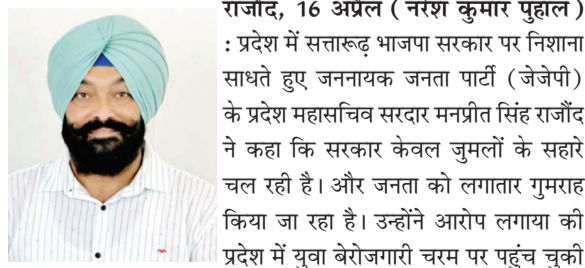 राजौंद, 16 अप्रैल ( नरेश कुमार पुहाल )
: प्रदेश में सत्तारूढ़ भाजपा सरकार पर निशाना
साधते हुए जननायक जनता पार्टी (जेजेपी)
के प्रदेश महासचिव सरदार मनप्रीत सिंह राजौंद
ने कहा कि सरकार केवल जुमलों के सहारे
चल रही है। और जनता को लगातार गुमराह
किया जा रहा है। उन्होंने आरोप लगाया की
प्रदेश में युवा बेरोजगारी चरम पर पहुंच चुकी